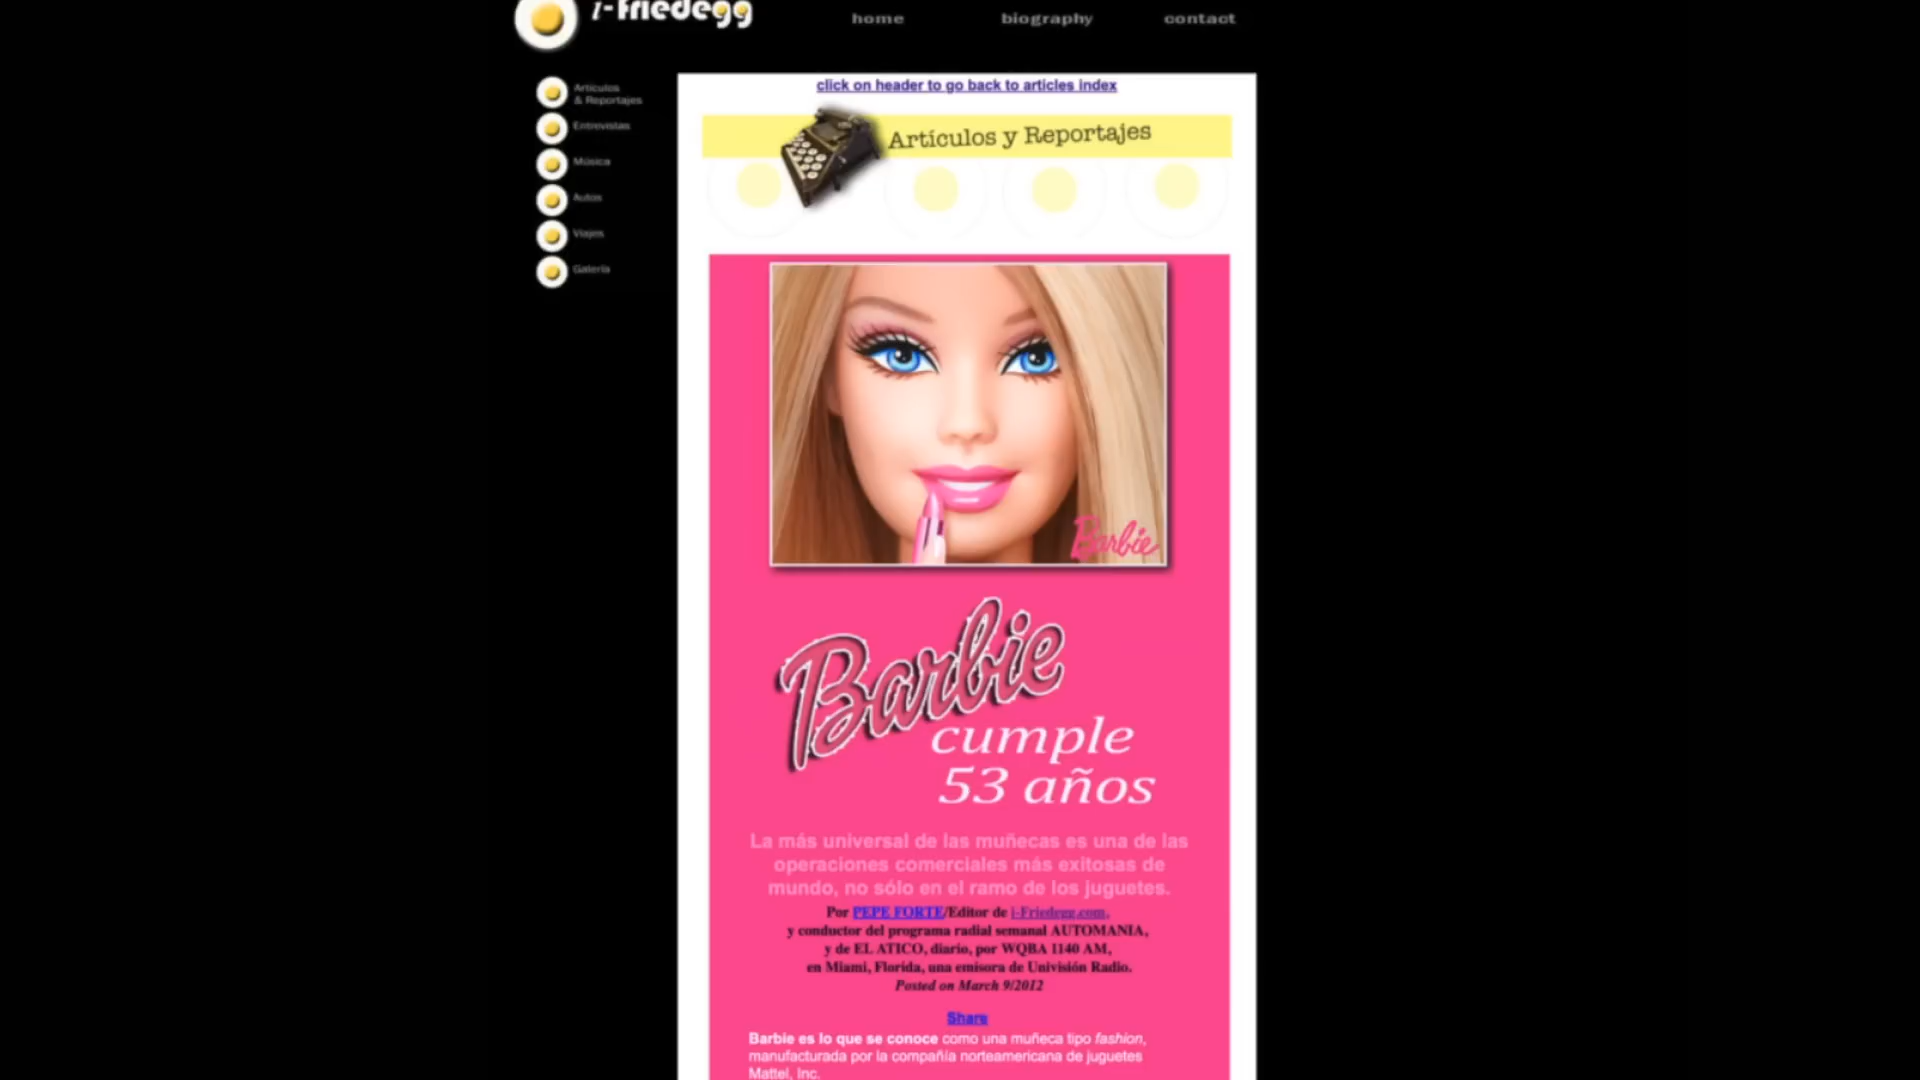 i-friedegg
home
biography
contact
Artículos
& Reportajes
Entrevistas
Música
Autos
Viajes
Galería
click on header to go back to articles index
Artículos y Reportajes
Barbie
Barbie
cumple
53 años
La más universal de las muñecas es una de las
operaciones comerciales más exitosas de
mundo, no sólo en el ramo de los juguetes.
Por PEPE FORTE/Editor de i-Friedegg.com,
y conductor del programa radial semanal AUTOMANIA,
y de EL ATICO, diario, por WQBA 1140 AM,
en Miami, Florida, una emisora de Univisión Radio.
Posted on March 9/2012
Share
Barbie es lo que se conoce como una muñeca tipo fashion,
manufacturada por la compañía norteamericana de juguetes
Mattel, Inc.